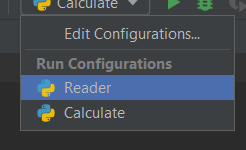 Calculate
Edit Configurations...
Run Configurations
Reader
Calculate